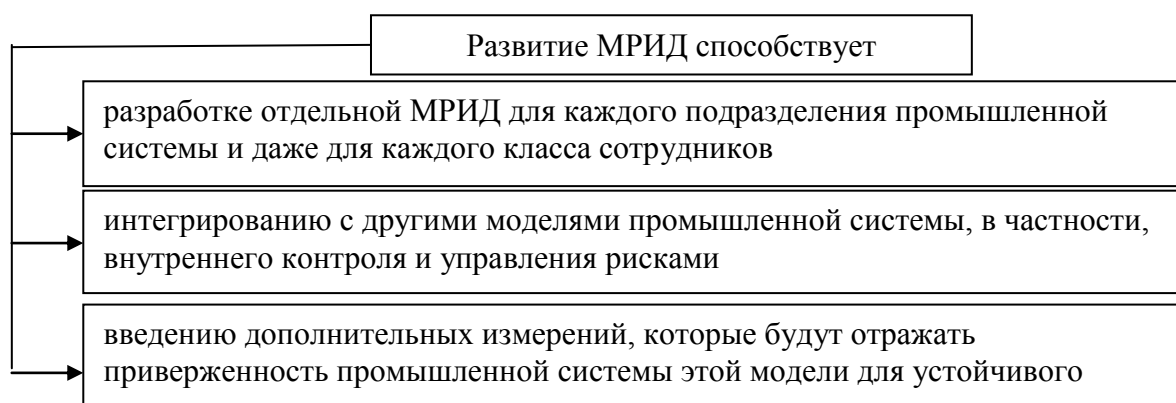 Развитие МРИД способствует
разработке отдельной МРИД для каждого подразделения промышленной
системы и даже для каждого класса сотрудников
интегрированию с другими моделями промышленной системы, в частности,
внутреннего контроля и управления рисками
введению дополнительных измерений, которые будут отражать
приверженность промышленной системы этой модели для устойчивого